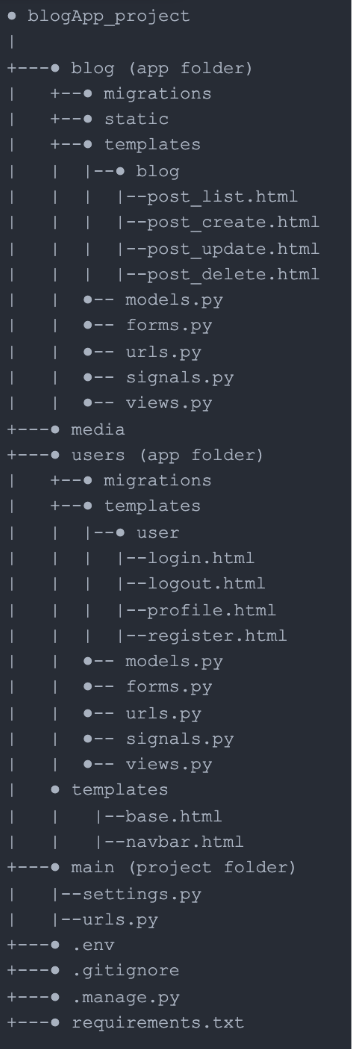 ● blogApp_project
|
+---● blog (app folder)
|   +--● migrations
|   +--● static
|   +--● templates
|   |  |--● blog
|   |  |  |--post_list.html
|   |  |  |--post_create.html
|   |  |  |--post_update.html
|   |  |  |--post_delete.html
|   |  ●-- models.py
|   |  ●-- forms.py
|   |  ●-- urls.py
|   |  ●-- signals.py
|   |  ●-- views.py
+---● media
+---● users (app folder)
|   +--● migrations
|   +--● templates
|   |  |--● user
|   |  |  |--login.html
|   |  |  |--logout.html
|   |  |  |--profile.html
|   |  |  |--register.html
|   |  ●-- models.py
|   |  ●-- forms.py
|   |  ●-- urls.py
|   |  ●-- signals.py
|   |  ●-- views.py
|   ● templates
|   |   |--base.html
|   |   |--navbar.html
+---● main (project folder)
|   |--settings.py
|   |--urls.py
+---● .env
+---● .gitignore
+---● .manage.py
+---● requirements.txt